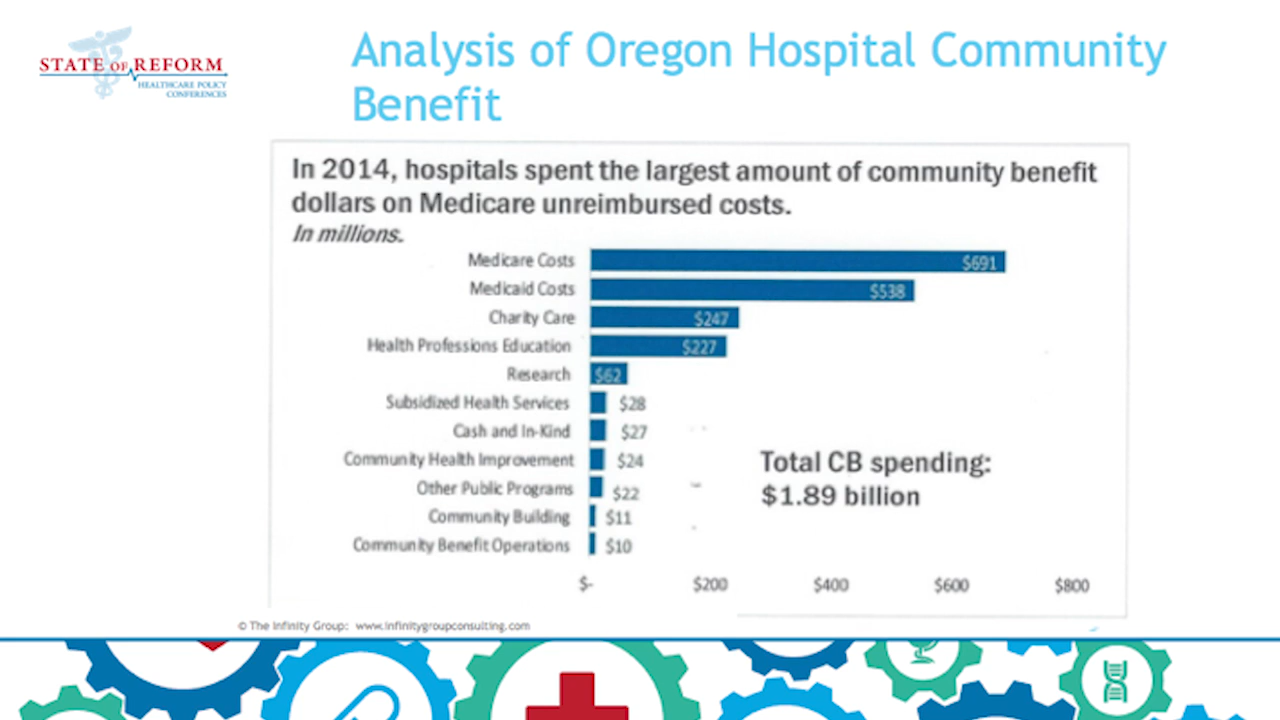 STATE OF REFORM
HEALTHCARE POLICY
CONFERENCES
Analysis of Oregon Hospital Community
Benefit
In 2014, hospitals spent the largest amount of community benefit
dollars on Medicare unreimbursed costs.
In millions.
Medicare Costs $691
Medicaid Costs $538
Charity Care $247
Health Professions Education $227
Research $62
Subsidized Health Services $28
Cash and In-Kind $27
Community Health Improvement $24
Other Public Programs $22
Community Building $11
Community Benefit Operations $10
Total CB spending:
$1.89 billion
$- $200 $400 $600 $800
© The Infinity Group: www.infinitygroupconsulting.com